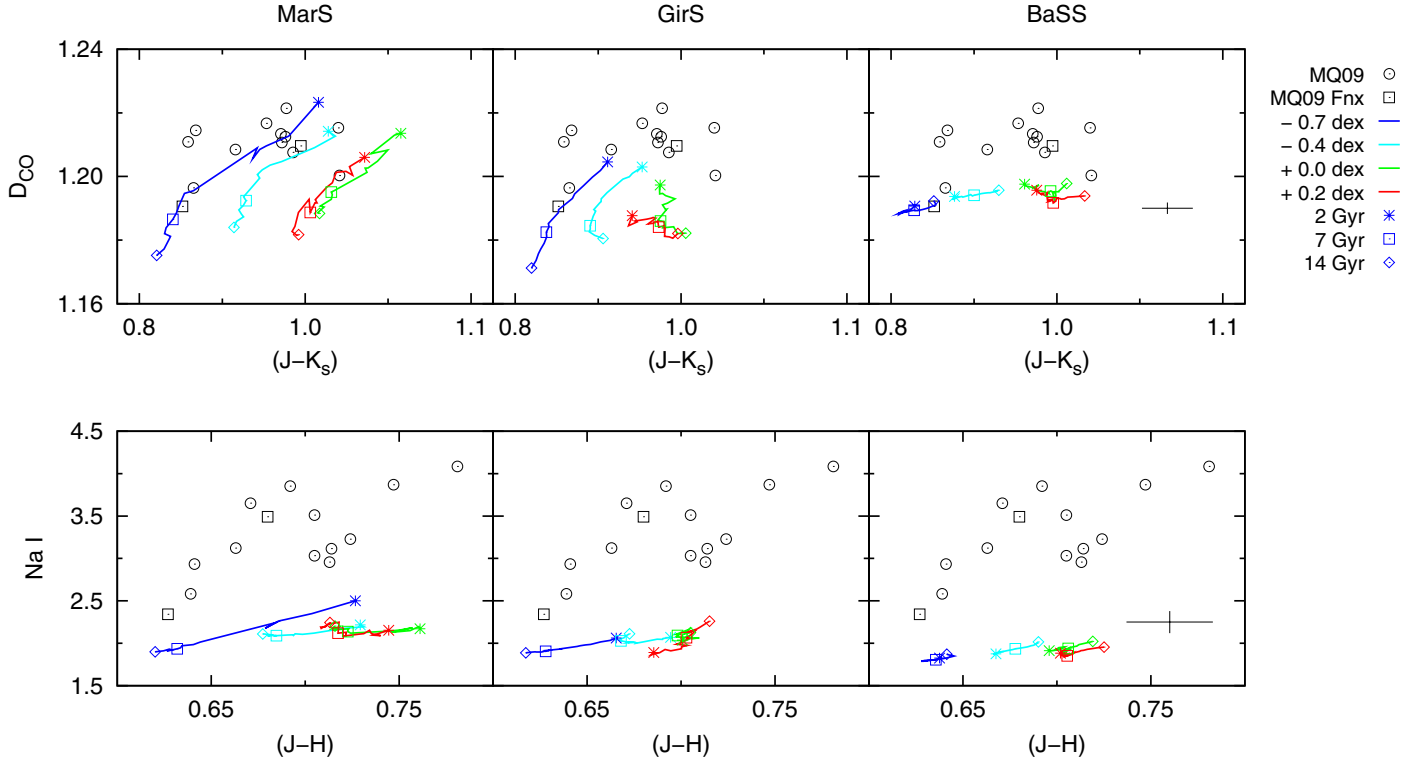 MarS GirS BaSS
1.24
1.20
1.16
D_CO
0.8 1.0 1.1
0.8 1.0 1.1
0.8 1.0 1.1
(J−K_s) (J−K_s) (J−K_s)
MQ09
MQ09 Fnx
− 0.7 dex
− 0.4 dex
+ 0.0 dex
+ 0.2 dex
2 Gyr
7 Gyr
14 Gyr
4.5
3.5
2.5
1.5
Na I
0.65 0.75
0.65 0.75
0.65 0.75
(J−H) (J−H) (J−H)